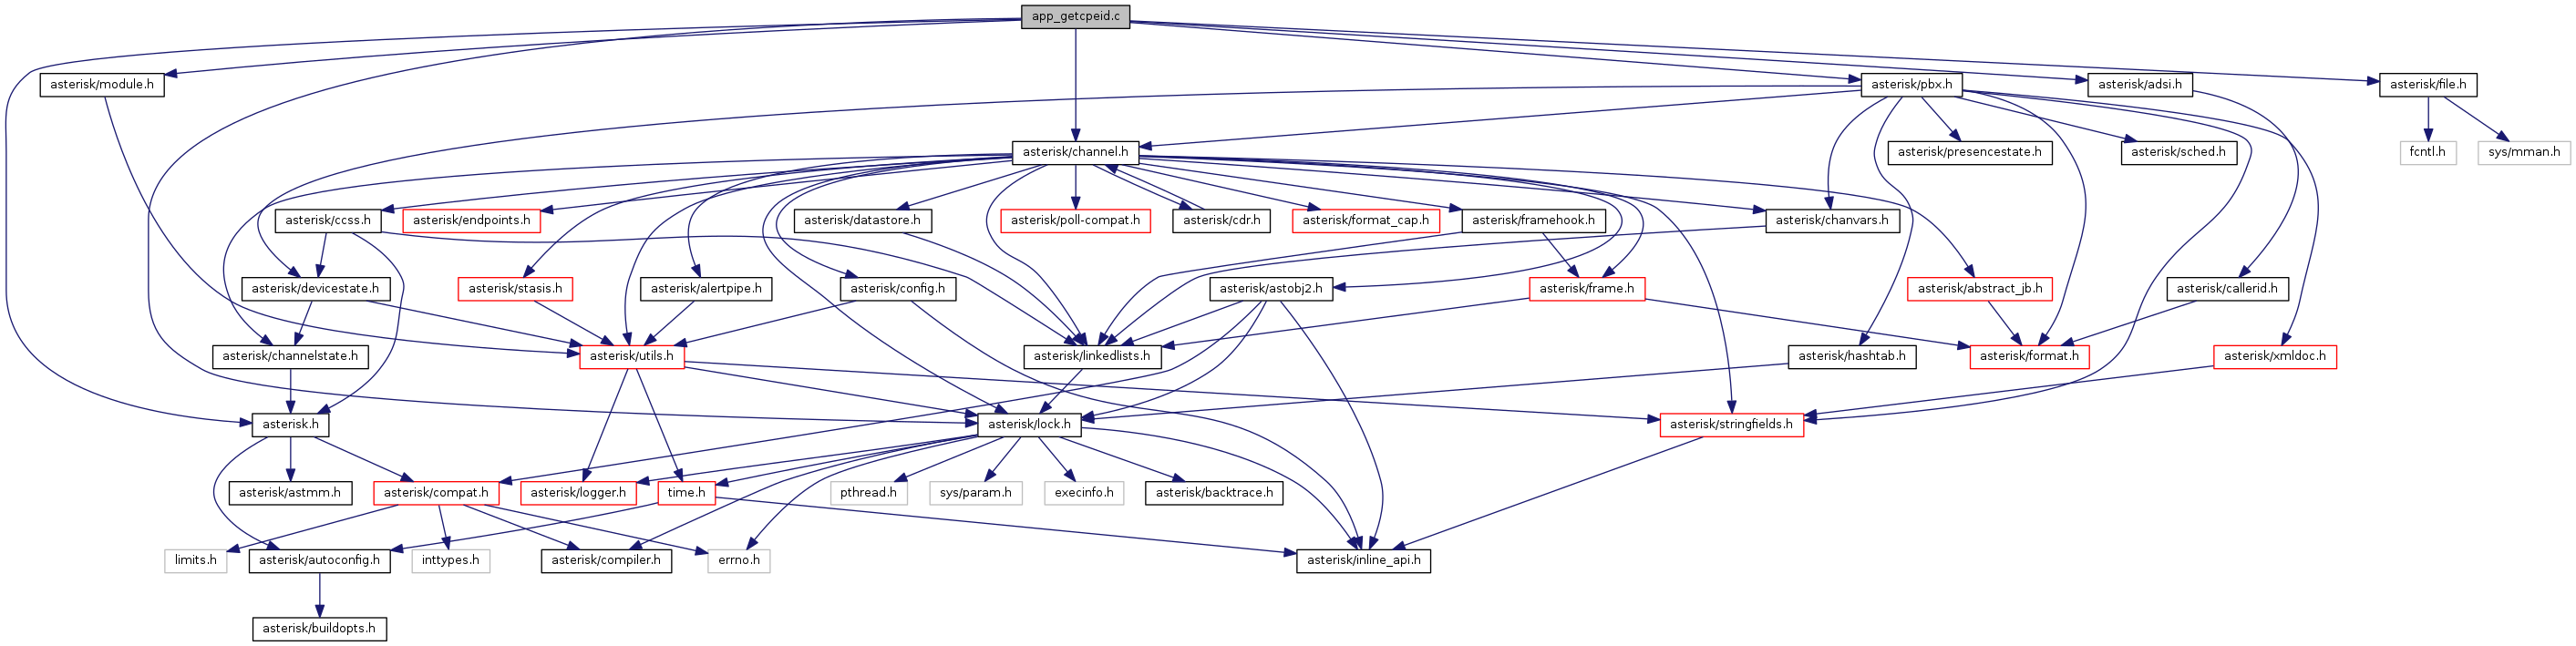 app_getcpeid.c
asterisk/module.h
asterisk/pbx.h
asterisk/adsi.h
asterisk/file.h
asterisk/channel.h
asterisk/presencestate.h
asterisk/sched.h
fcntl.h
sys/mman.h
asterisk/ccss.h
asterisk/endpoints.h
asterisk/datastore.h
asterisk/poll-compat.h
asterisk/cdr.h
asterisk/format_cap.h
asterisk/framehook.h
asterisk/chanvars.h
asterisk/devicestate.h
asterisk/stasis.h
asterisk/alertpipe.h
asterisk/config.h
asterisk/astobj2.h
asterisk/frame.h
asterisk/abstract_jb.h
asterisk/callerid.h
asterisk/channelstate.h
asterisk/utils.h
asterisk/linkedlists.h
asterisk/hashtab.h
asterisk/format.h
asterisk/xmldoc.h
asterisk.h
asterisk/lock.h
asterisk/stringfields.h
asterisk/astmm.h
asterisk/compat.h
asterisk/logger.h
time.h
pthread.h
sys/param.h
execinfo.h
asterisk/backtrace.h
limits.h
asterisk/autoconfig.h
inttypes.h
asterisk/compiler.h
errno.h
asterisk/inline_api.h
asterisk/buildopts.h